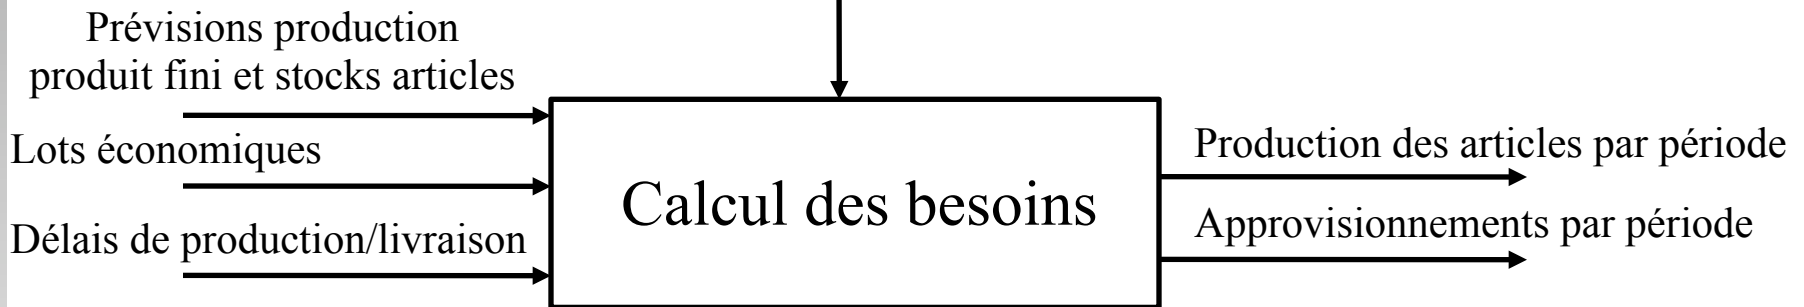 Prévisions production
produit fini et stocks articles
Lots économiques
Délais de production/livraison
Calcul des besoins
Production des articles par période
Approvisionnements par période